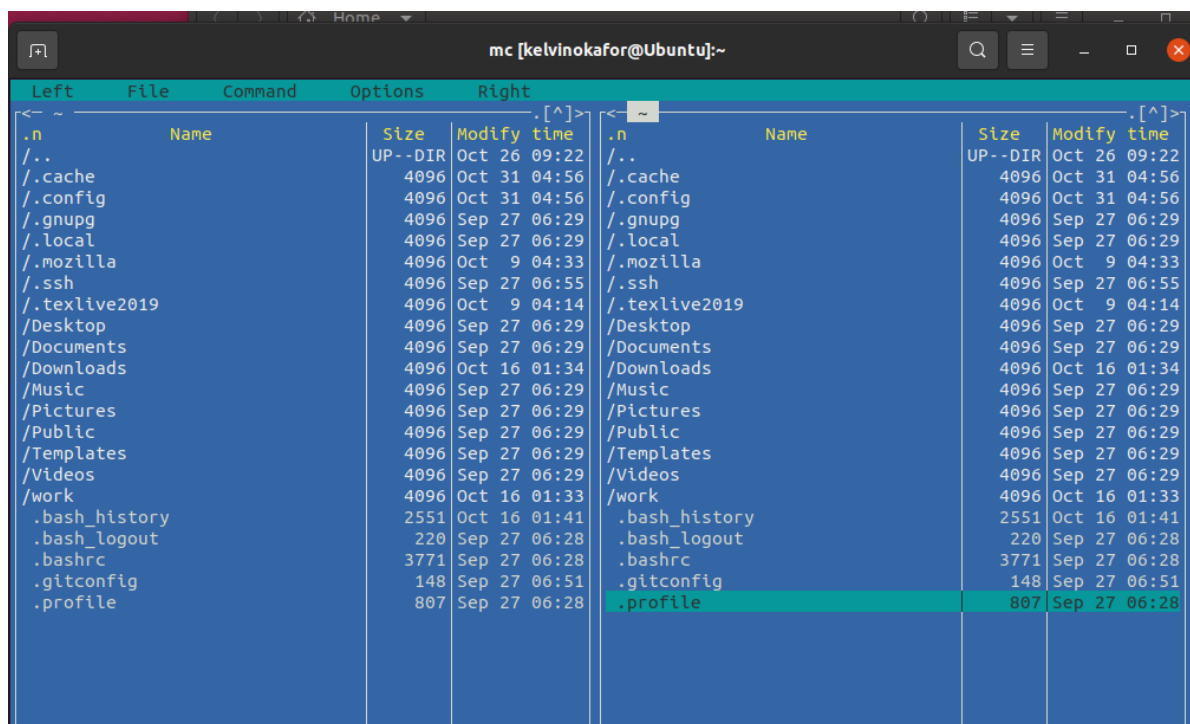 Home
mc [kelvinokafor@Ubuntu]:~
Left File Command Options Right
<— ~ .[^]> <— ~ .[^]>
.n Name Size Modify time .n Name Size Modify time
/.. UP--DIR Oct 26 09:22 /.. UP--DIR Oct 26 09:22
/.cache 4096 Oct 31 04:56 /.cache 4096 Oct 31 04:56
/.config 4096 Oct 31 04:56 /.config 4096 Oct 31 04:56
/.gnupg 4096 Sep 27 06:29 /.gnupg 4096 Sep 27 06:29
/.local 4096 Sep 27 06:29 /.local 4096 Sep 27 06:29
/.mozilla 4096 Oct 9 04:33 /.mozilla 4096 Oct 9 04:33
/.ssh 4096 Sep 27 06:55 /.ssh 4096 Sep 27 06:55
/.texlive2019 4096 Oct 9 04:14 /.texlive2019 4096 Oct 9 04:14
/Desktop 4096 Sep 27 06:29 /Desktop 4096 Sep 27 06:29
/Documents 4096 Sep 27 06:29 /Documents 4096 Sep 27 06:29
/Downloads 4096 Oct 16 01:34 /Downloads 4096 Oct 16 01:34
/Music 4096 Sep 27 06:29 /Music 4096 Sep 27 06:29
/Pictures 4096 Sep 27 06:29 /Pictures 4096 Sep 27 06:29
/Public 4096 Sep 27 06:29 /Public 4096 Sep 27 06:29
/Templates 4096 Sep 27 06:29 /Templates 4096 Sep 27 06:29
/Videos 4096 Sep 27 06:29 /Videos 4096 Sep 27 06:29
/work 4096 Oct 16 01:33 /work 4096 Oct 16 01:33
.bash_history 2551 Oct 16 01:41 .bash_history 2551 Oct 16 01:41
.bash_logout 220 Sep 27 06:28 .bash_logout 220 Sep 27 06:28
.bashrc 3771 Sep 27 06:28 .bashrc 3771 Sep 27 06:28
.gitconfig 148 Sep 27 06:51 .gitconfig 148 Sep 27 06:51
.profile 807 Sep 27 06:28 .profile 807 Sep 27 06:28